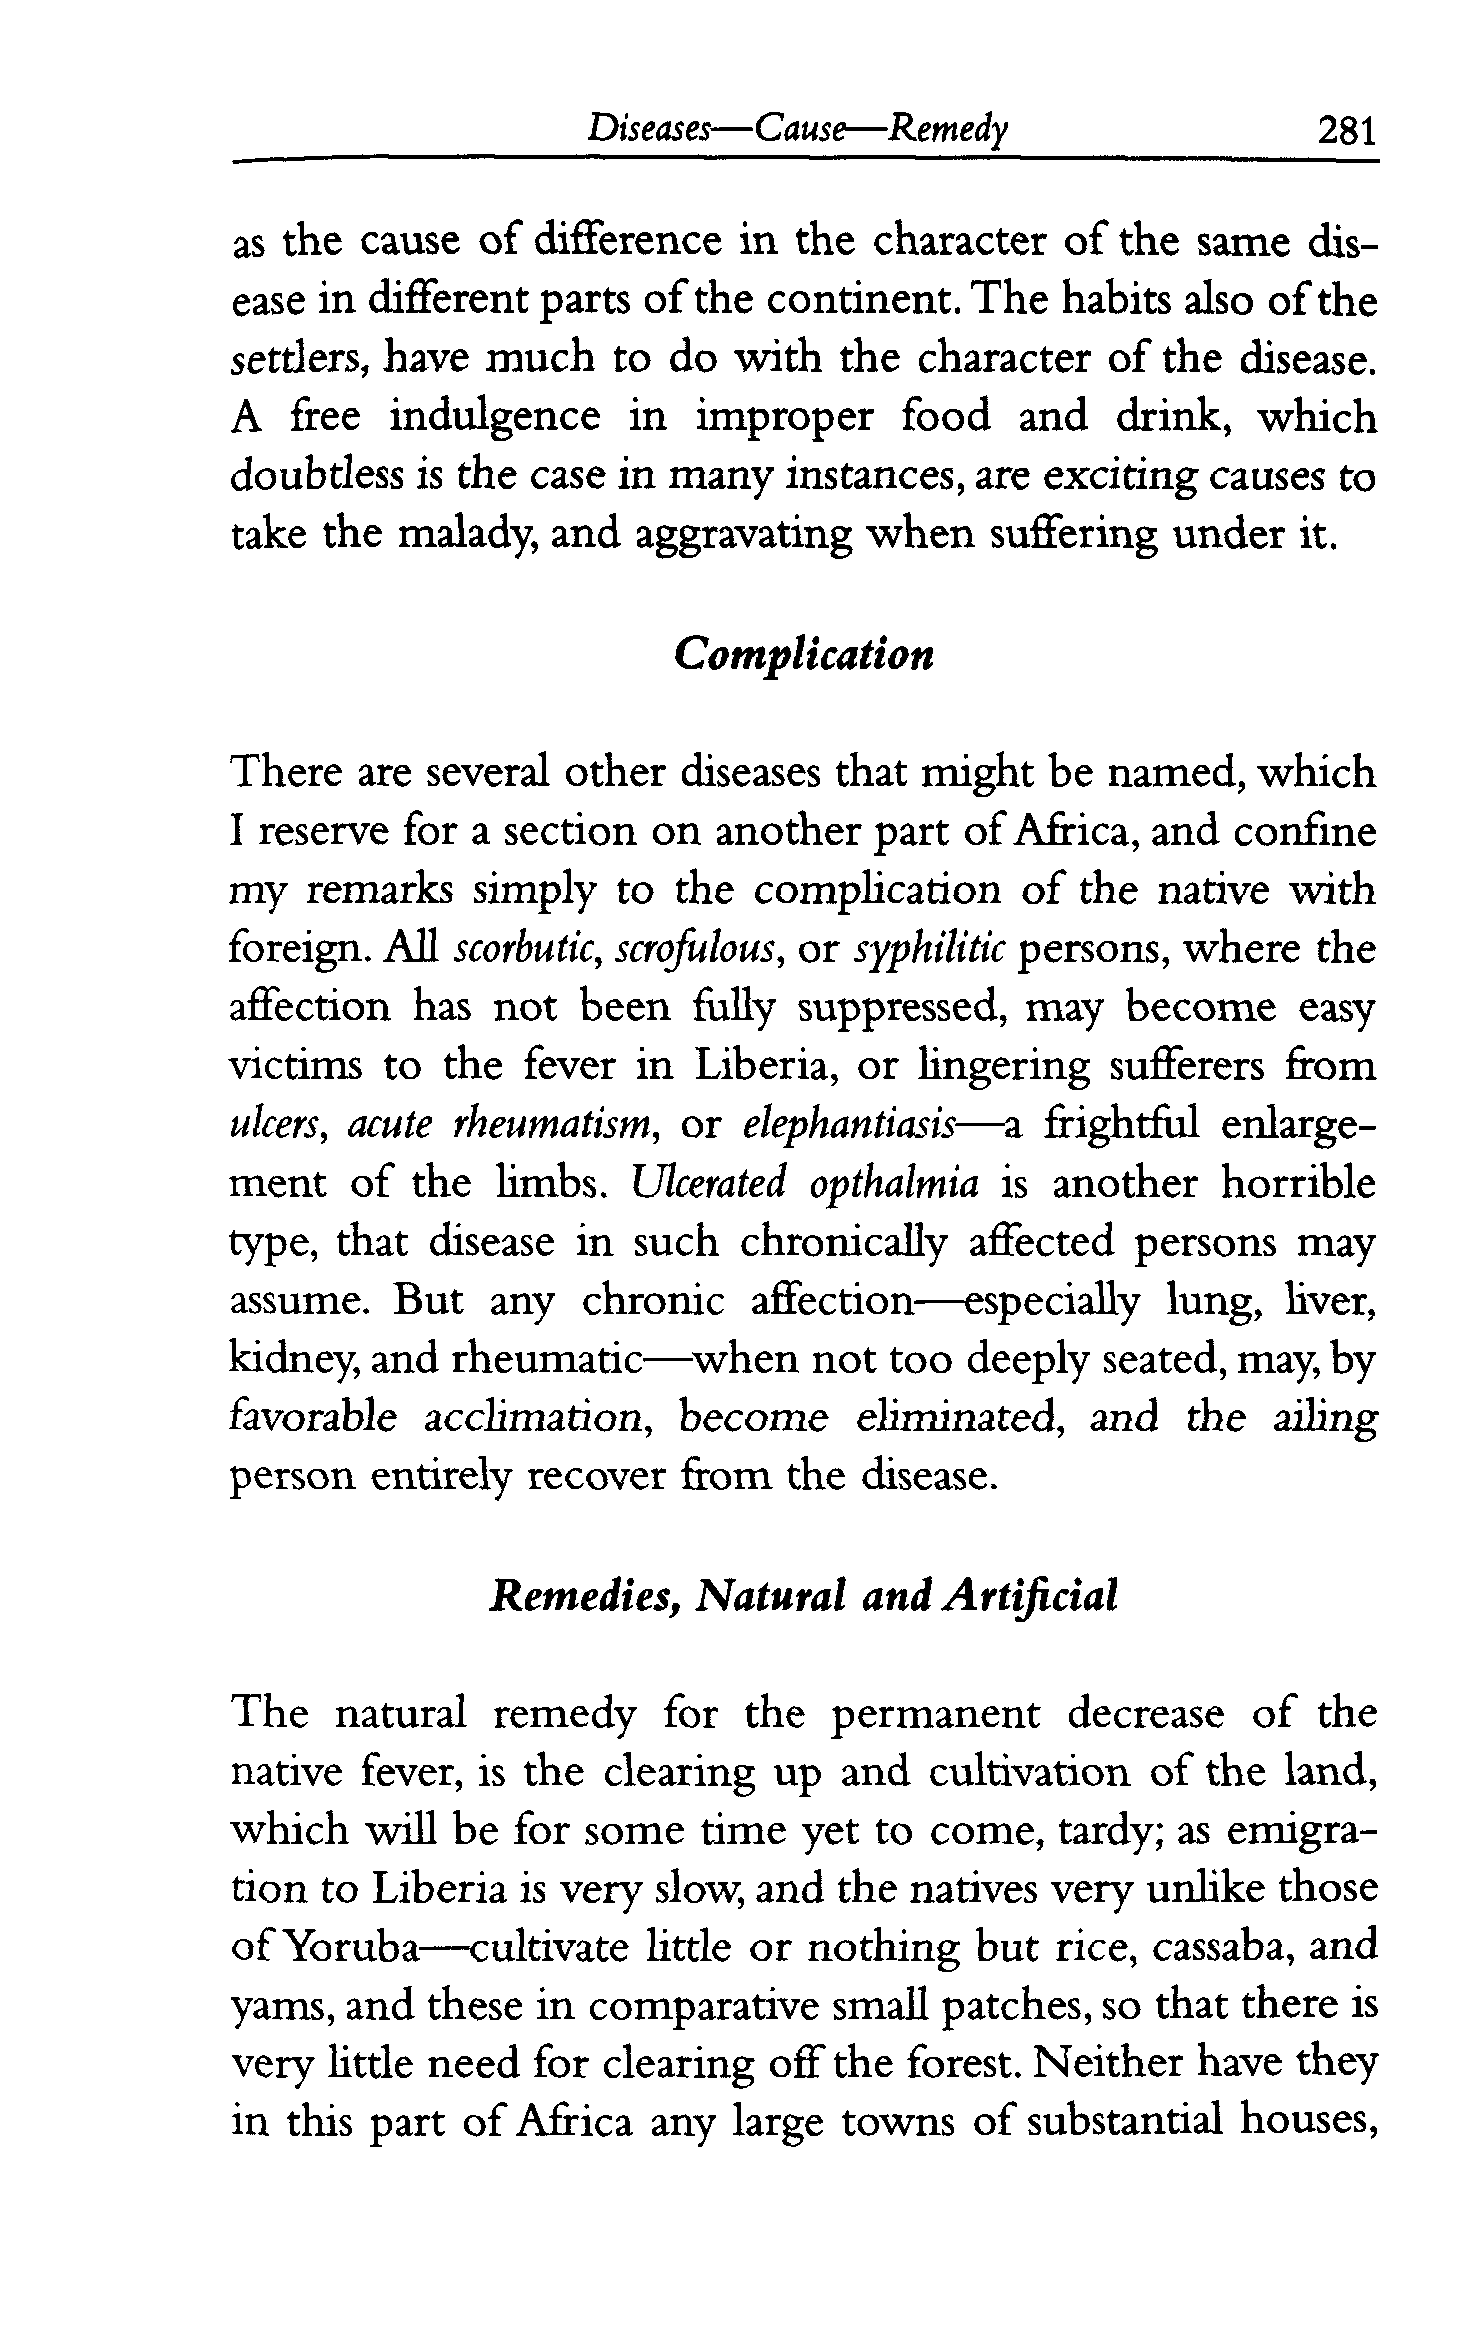 Diseases—Cause—Remedy 281
as the cause of difference in the character of the same dis-
ease in different parts of the continent. The habits also of the
settlers, have much to do with the character of the disease.
A free indulgence in improper food and drink, which
doubtless is the case in many instances, are exciting causes to
take the malady, and aggravating when suffering under it.
Complication
There are several other diseases that might be named, which
I reserve for a section on another part of Africa, and confine
my remarks simply to the complication of the native with
foreign. All scorbutic, scrofulous, or syphilitic persons, where the
affection has not been fully suppressed, may become easy
victims to the fever in Liberia, or lingering sufferers from
ulcers, acute rheumatism, or elephantiasis—a frightful enlarge-
ment of the limbs. Ulcerated opthalmia is another horrible
type, that disease in such chronically affected persons may
assume. But any chronic affection—especially lung, liver,
kidney, and rheumatic—when not too deeply seated, may, by
favorable acclimation, become eliminated, and the ailing
person entirely recover from the disease.
Remedies, Natural and Artificial
The natural remedy for the permanent decrease of the
native fever, is the clearing up and cultivation of the land,
which will be for some time yet to come, tardy; as emigra-
tion to Liberia is very slow, and the natives very unlike those
of Yoruba—cultivate little or nothing but rice, cassaba, and
yams, and these in comparative small patches, so that there is
very little need for clearing off the forest. Neither have they
in this part of Africa any large towns of substantial houses,